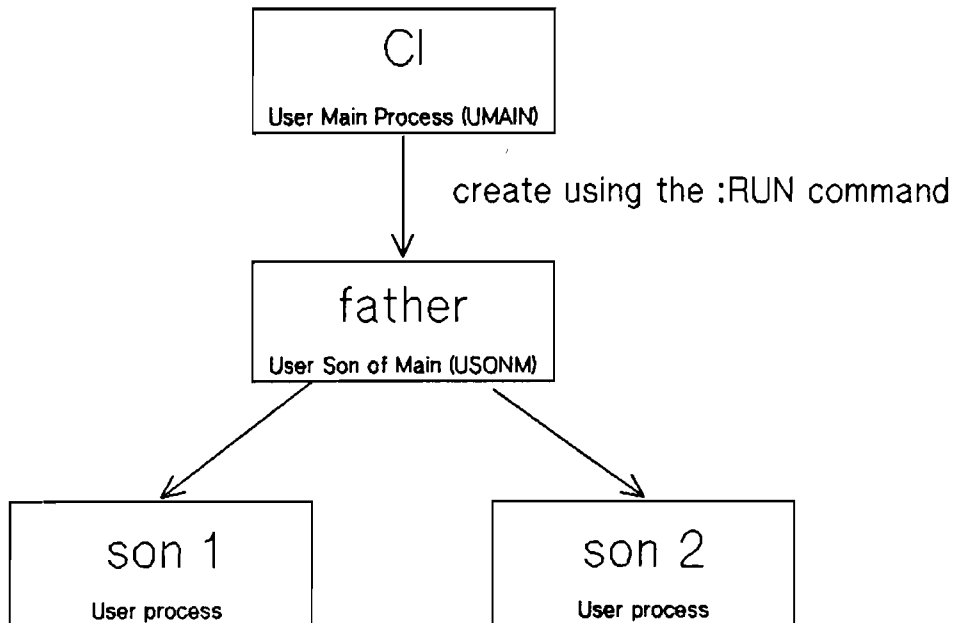 CI
User Main Process (UMAIN)
create using the :RUN command
father
User Son of Main (USONM)
son 1
User process
son 2
User process